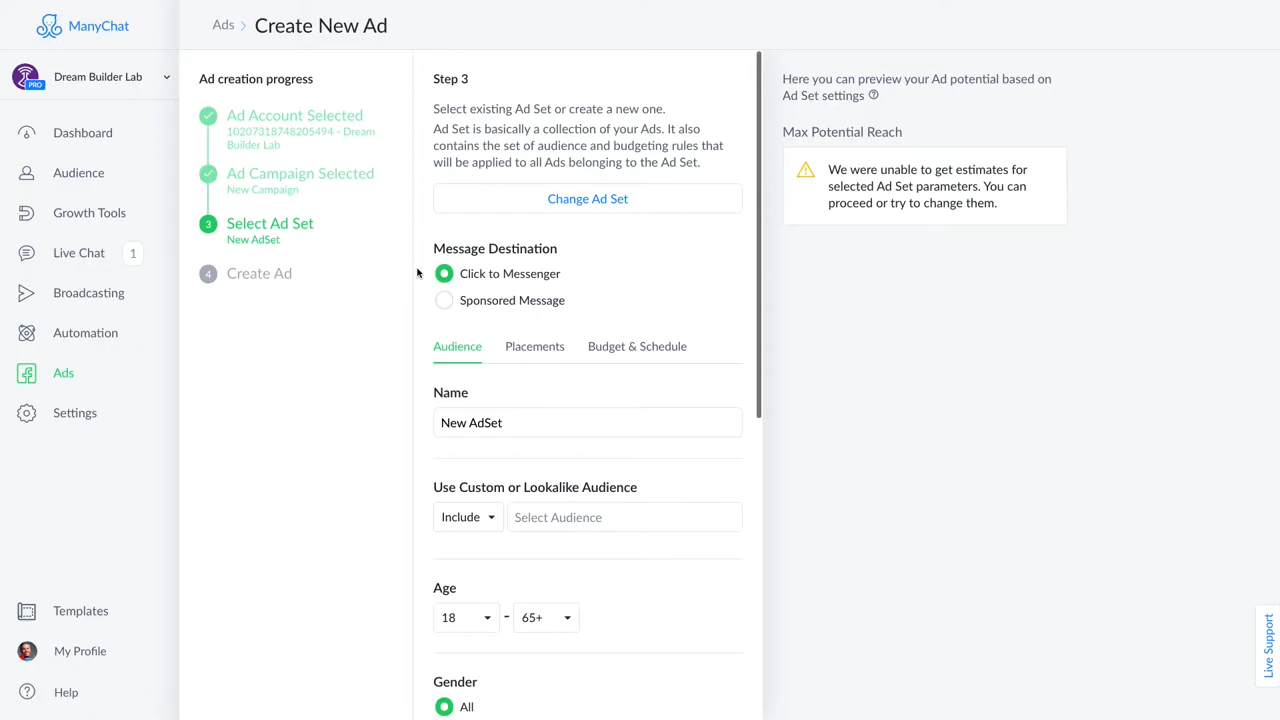 ManyChat
PRO
Dream Builder Lab
Dashboard
Audience
Growth Tools
Live Chat
1
Broadcasting
Automation
Ads
Settings
Templates
My Profile
Help
Ads
Create New Ad
Ad creation progress
Ad Account Selected
10207318748205494 - Dream
Builder Lab
Ad Campaign Selected
New Campaign
3
Select Ad Set
New AdSet
4
Create Ad
Step 3
Select existing Ad Set or create a new one.
Ad Set is basically a collection of your Ads. It also
contains the set of audience and budgeting rules that
will be applied to all Ads belonging to the Ad Set.
Change Ad Set
Message Destination
Click to Messenger
Sponsored Message
Audience
Placements
Budget & Schedule
Name
New AdSet
Use Custom or Lookalike Audience
Include
Select Audience
Age
18
-
65+
Gender
All
Here you can preview your Ad potential based on
Ad Set settings
Max Potential Reach
We were unable to get estimates for
selected Ad Set parameters. You can
proceed or try to change them.
Live Support